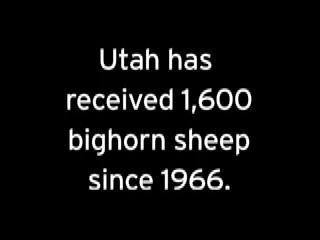 Utah has
received 1,600
bighorn sheep
since 1966.